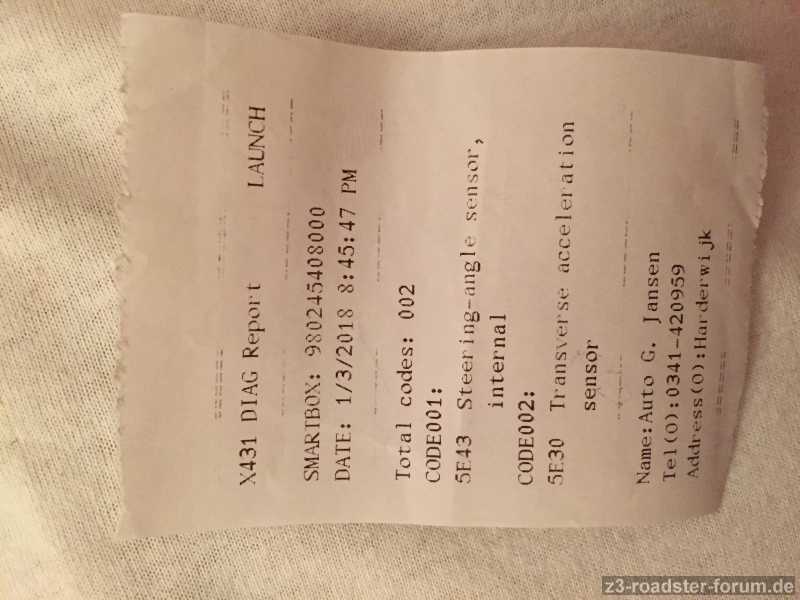 X431 DIAG Report LAUNCH
SMARTBOX: 980245408000
DATE: 1/3/2018 8:45:47 PM
Total codes: 002
CODE001:
5E43 Steering-angle sensor,
internal
CODE002:
5E30 Transverse acceleration
sensor
Name:Auto G. Jansen
Tel(O):0341-420959
Address(O):Harderwijk
z3-roadster-forum.de